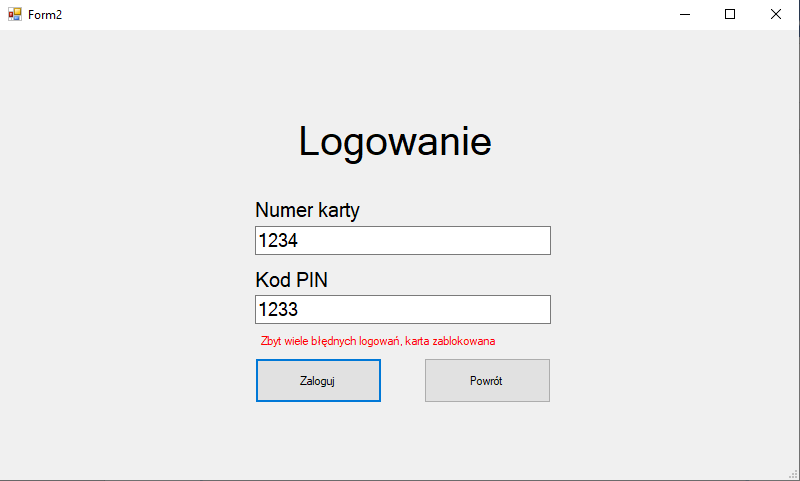 Form2
Logowanie
Numer karty
1234
Kod PIN
1233
Zbyt wiele błędnych logowań, karta zablokowana
Zaloguj
Powrót